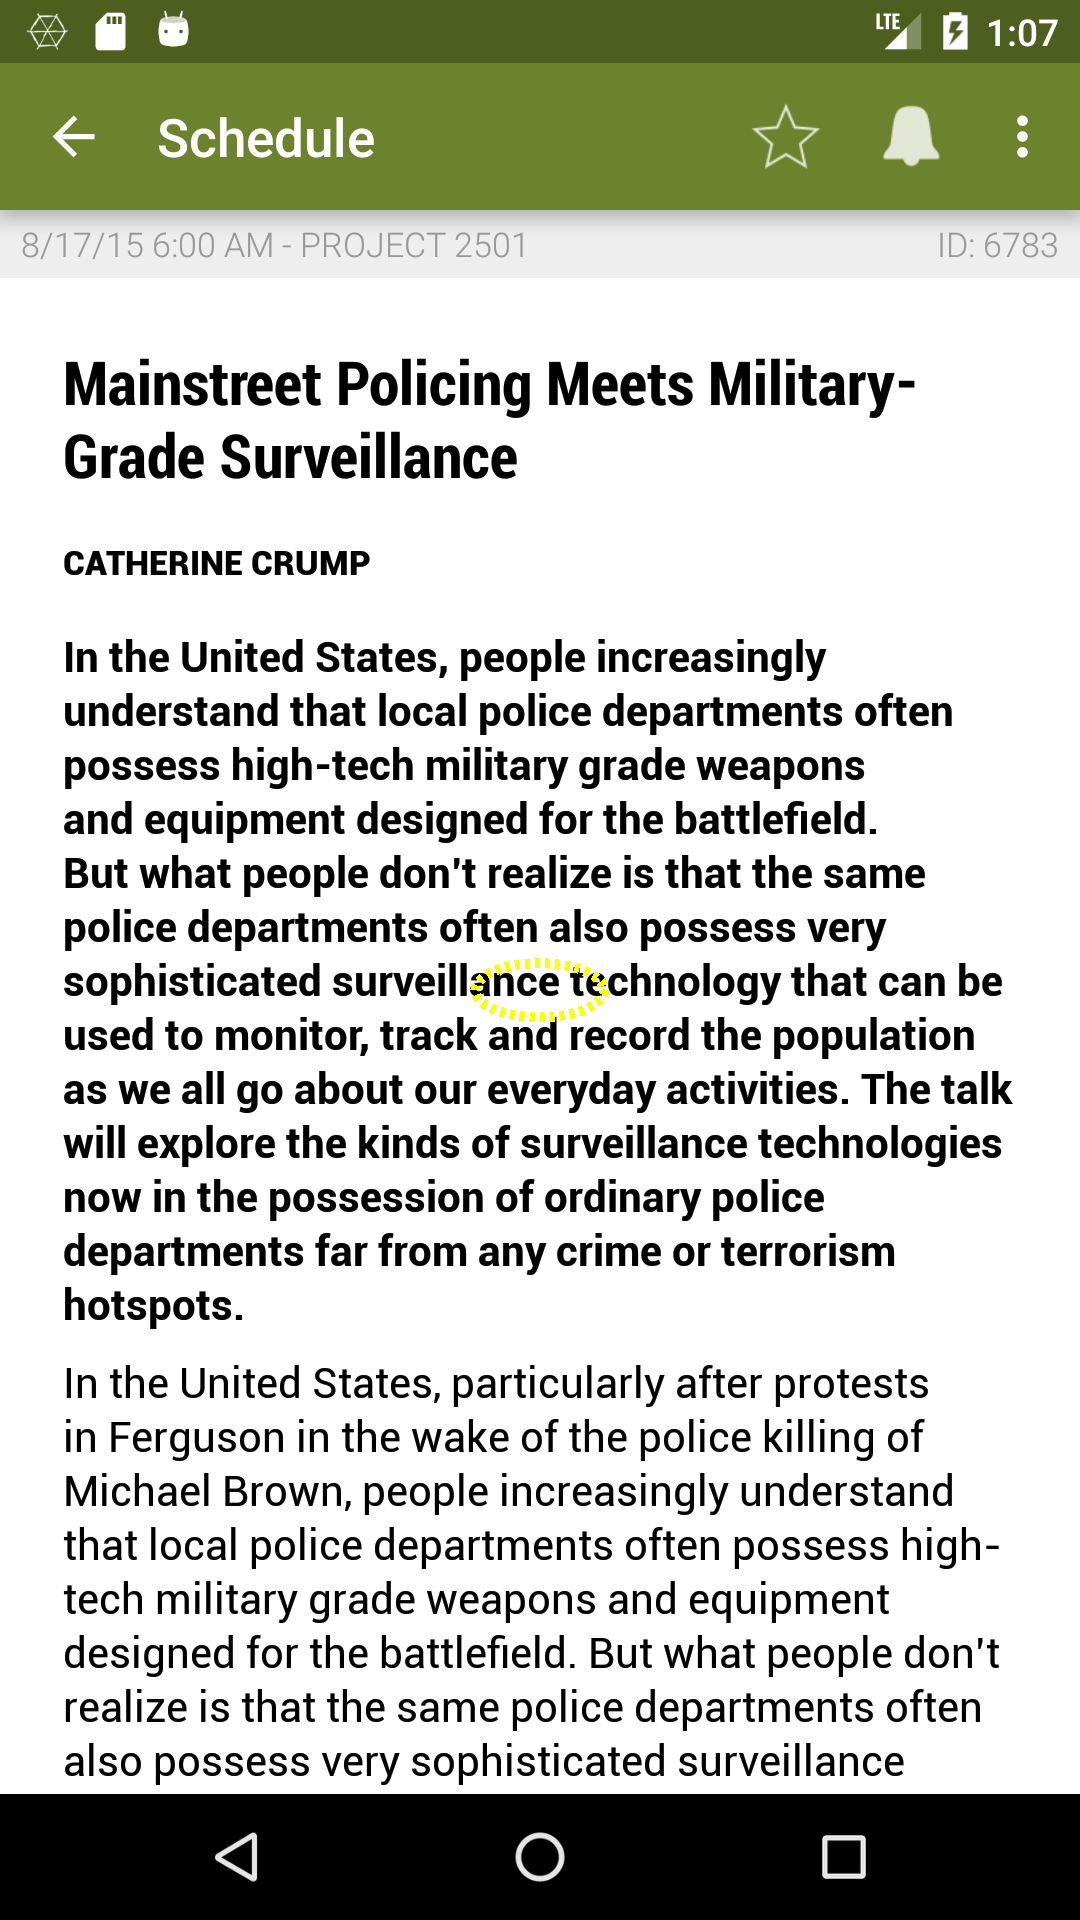 LTE 1:07
Schedule
8/17/15 6:00 AM - PROJECT 2501 ID: 6783
Mainstreet Policing Meets Military-
Grade Surveillance
CATHERINE CRUMP
In the United States, people increasingly
understand that local police departments often
possess high-tech military grade weapons
and equipment designed for the battlefield.
But what people don't realize is that the same
police departments often also possess very
sophisticated surveillance technology that can be
used to monitor, track and record the population
as we all go about our everyday activities. The talk
will explore the kinds of surveillance technologies
now in the possession of ordinary police
departments far from any crime or terrorism
hotspots.
In the United States, particularly after protests
in Ferguson in the wake of the police killing of
Michael Brown, people increasingly understand
that local police departments often possess high-
tech military grade weapons and equipment
designed for the battlefield. But what people don't
realize is that the same police departments often
also possess very sophisticated surveillance